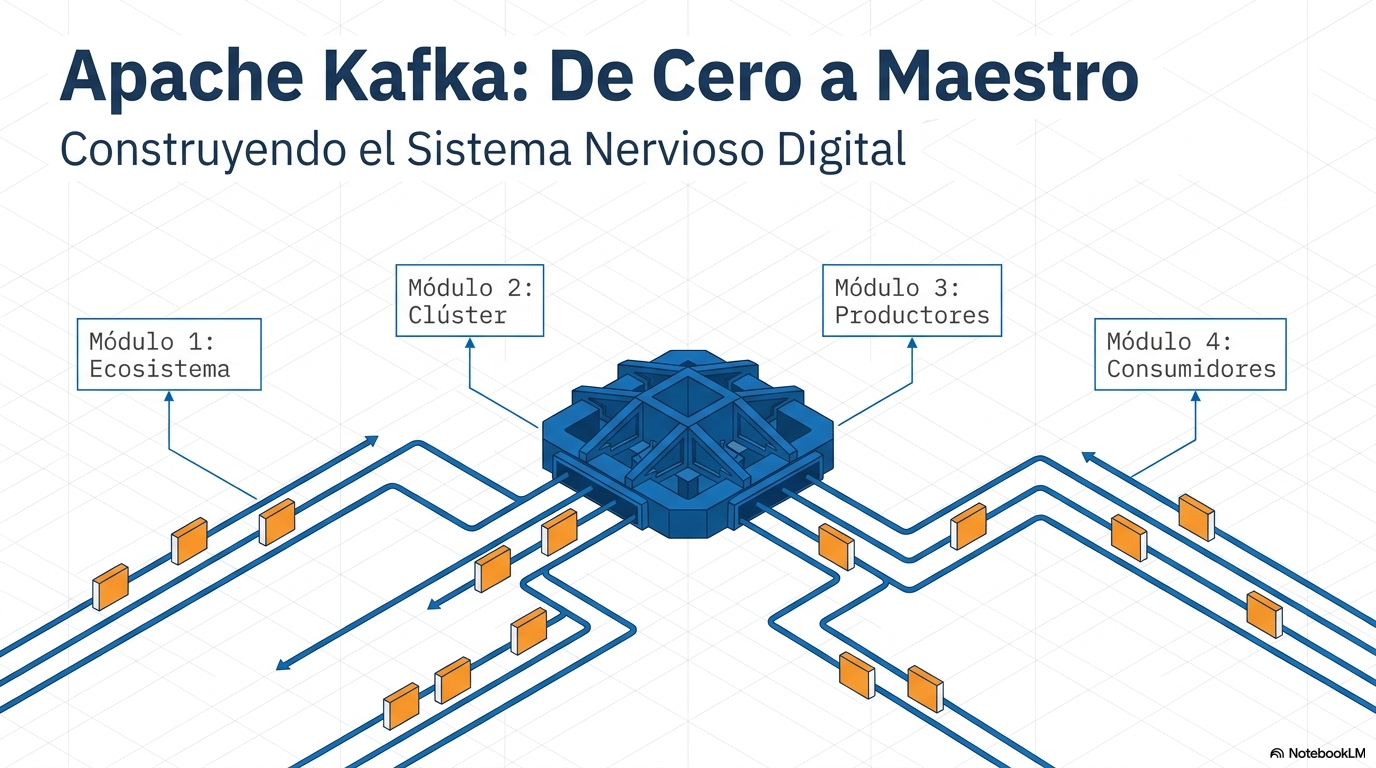 Apache Kafka: De Cero a Maestro
Construyendo el Sistema Nervioso Digital
Módulo 1:
Ecosistema
Módulo 2:
Clúster
Módulo 3:
Productores
Módulo 4:
Consumidores
NotebookLM